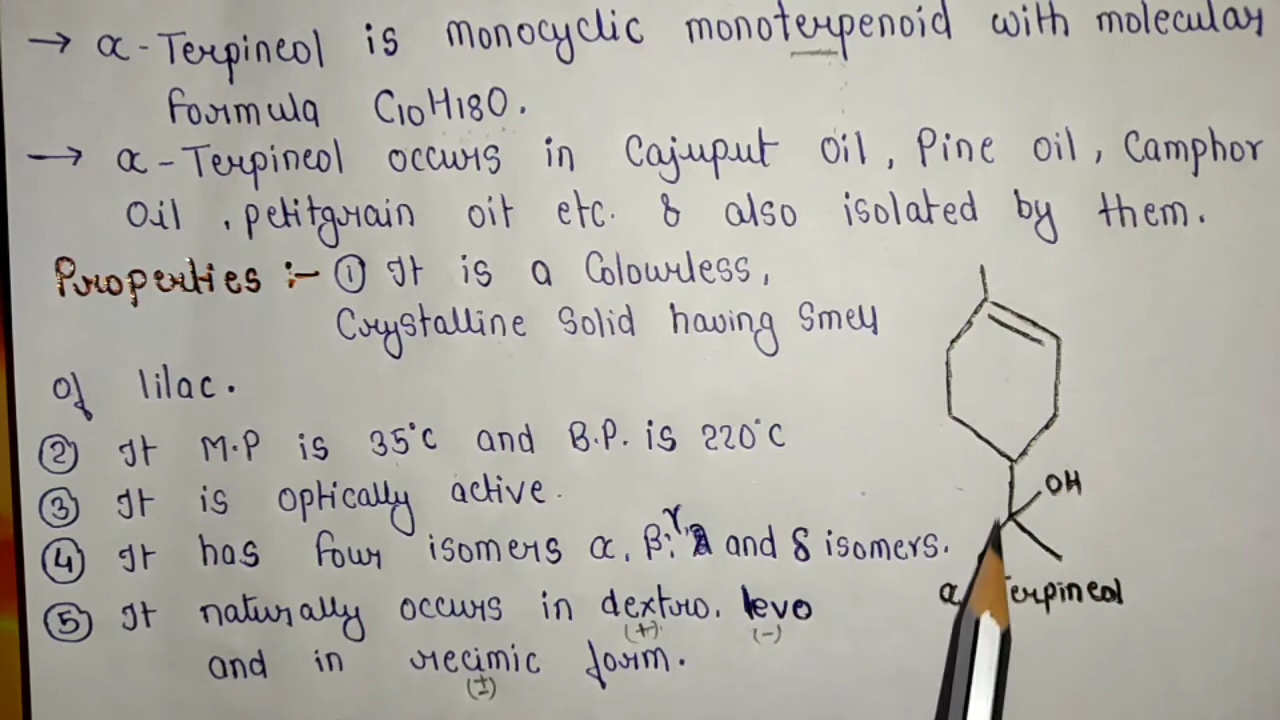 → α-Terpineol is monocyclic monoterpenoid with molecular
formula C10H18O.
→ α-Terpineol occurs in Cajuput oil, Pine oil, Camphor
Oil, petitgrain oit etc. & also isolated by them.
Properties :- ① It is a Colourless,
Crystalline Solid having Smell
of lilac.
② It M.P is 35°C and B.P. is 220°C
③ It is optically active.
④ It has four isomers α, β, γ, and δ isomers.
⑤ It naturally occurs in dextro, levo
(+) (-)
and in recimic form.
(±)
OH
α Terpineol